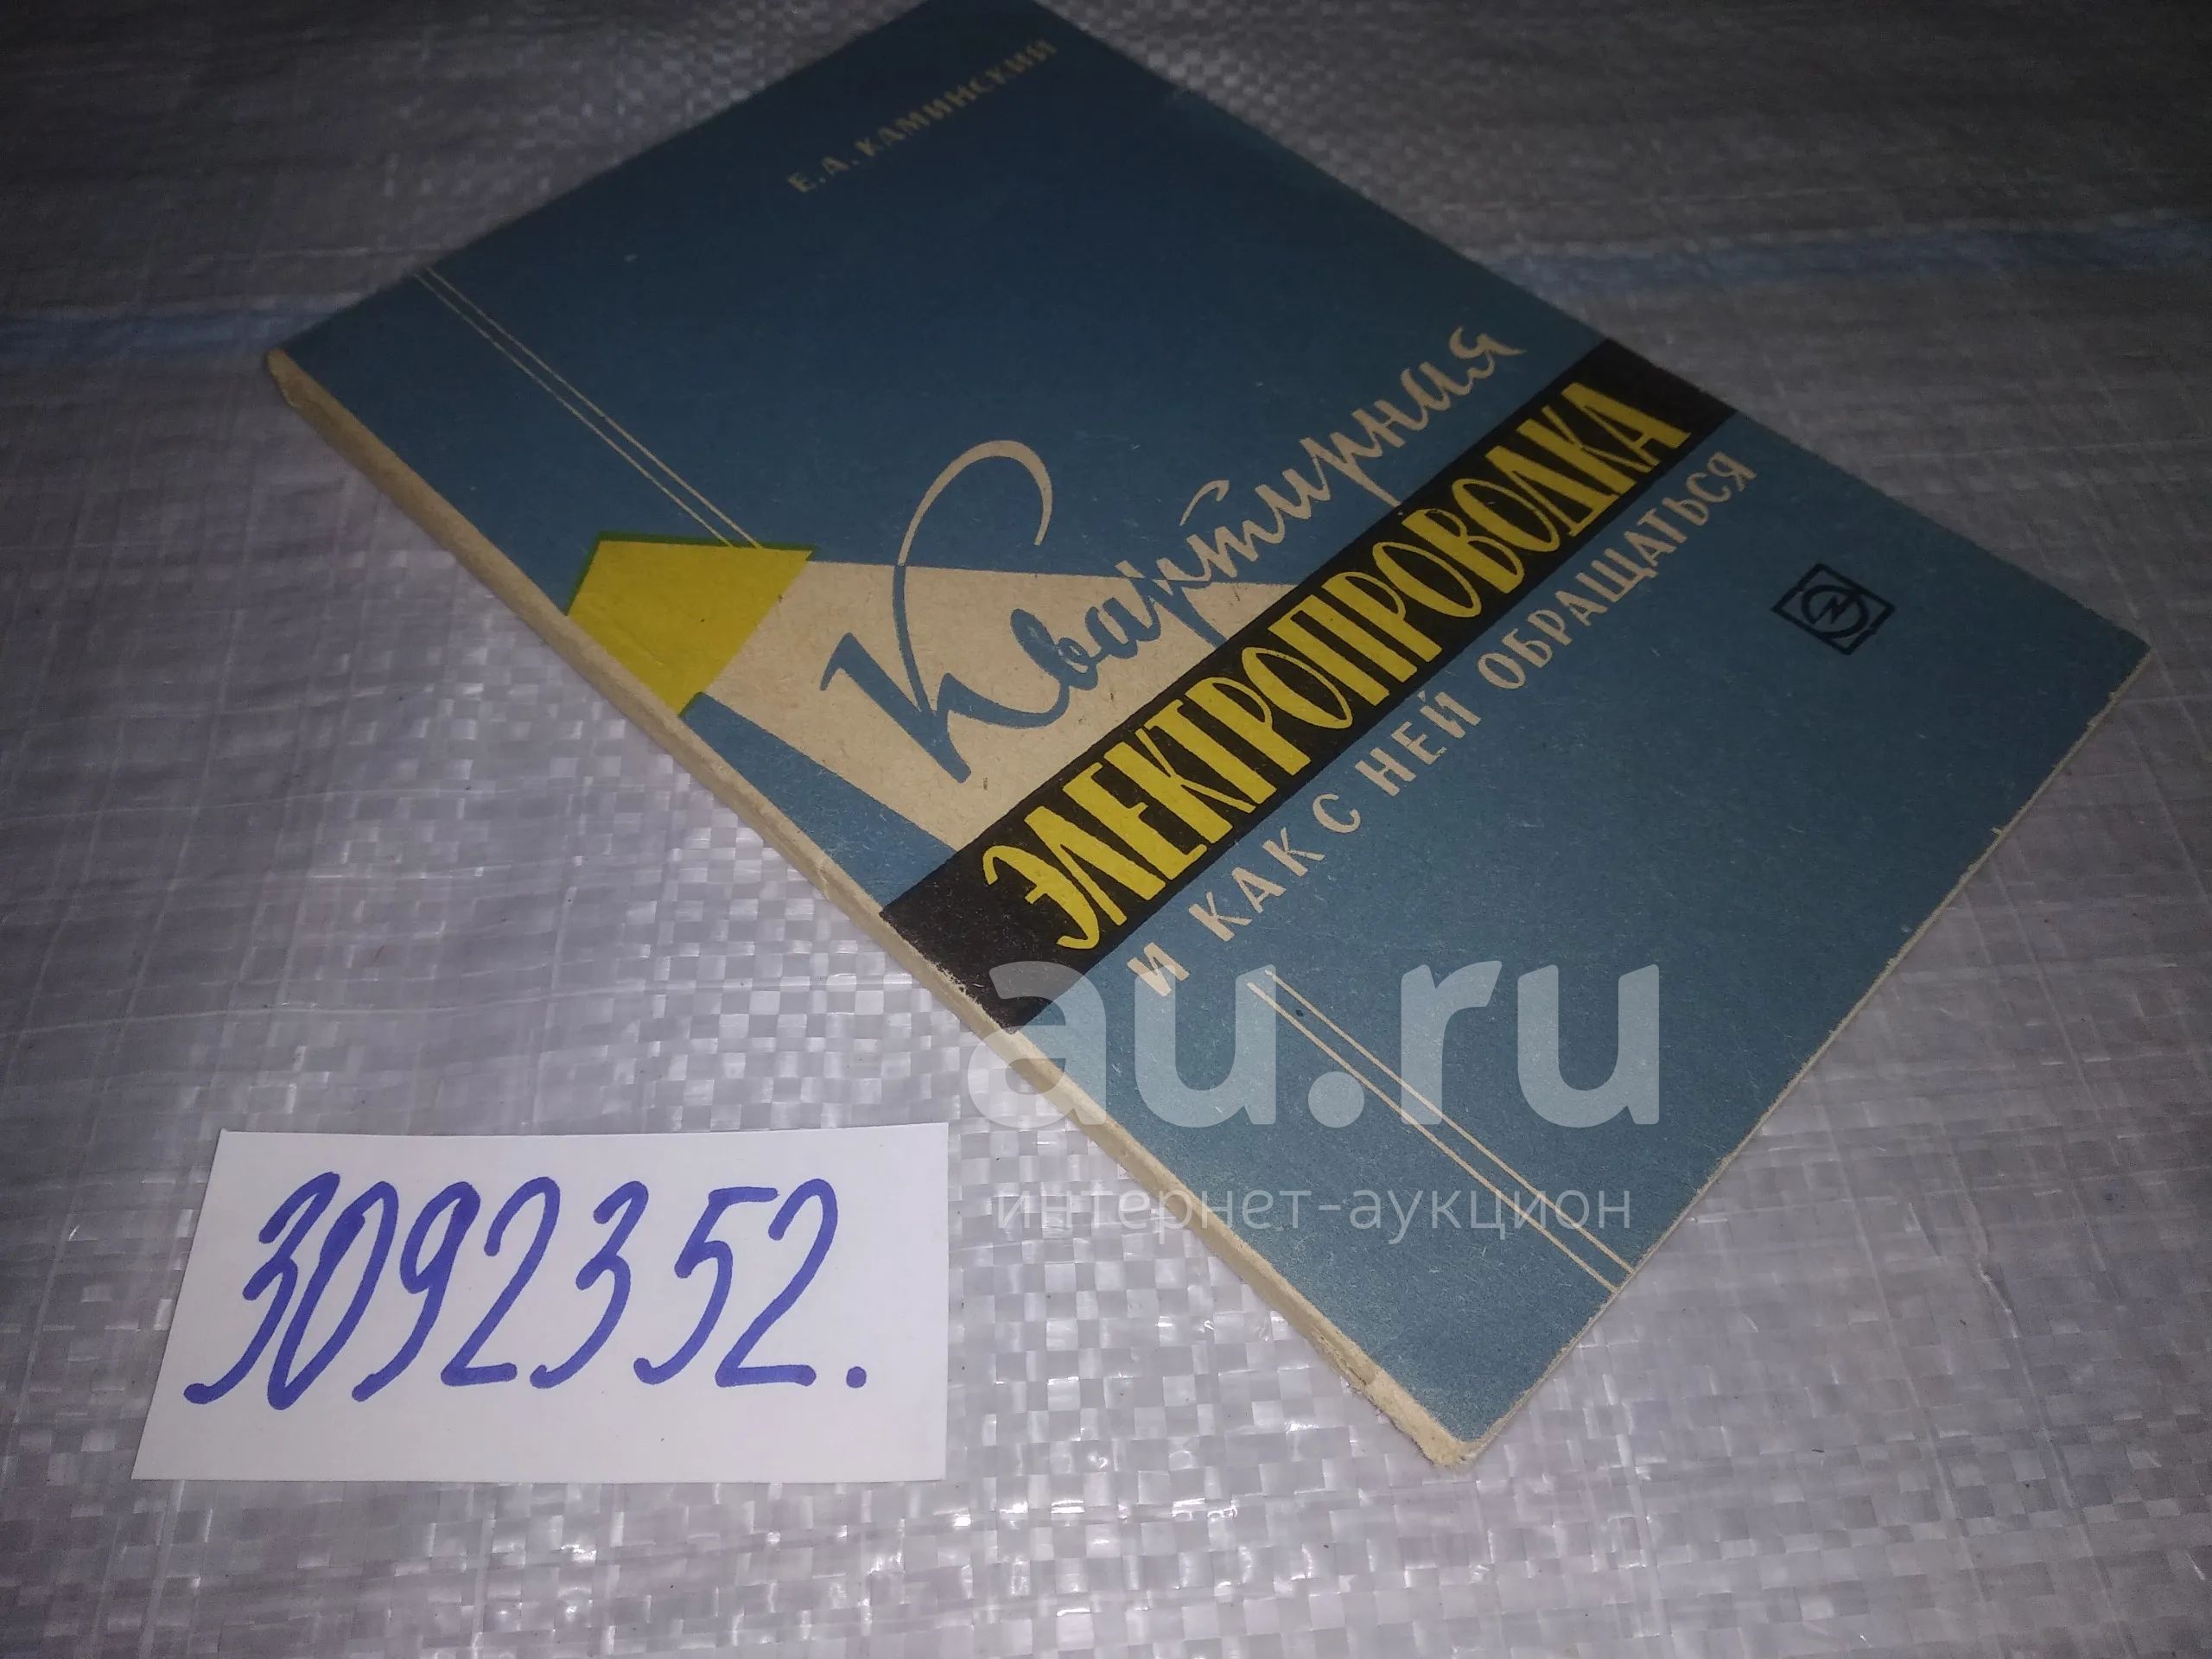 Е.А. КАМИНСКИЙ
Квартирная
ЭЛЕКТРОПРОВОДКА
И КАК С НЕЙ ОБРАЩАТЬСЯ
au.ru
интернет-аукцион
3092352.